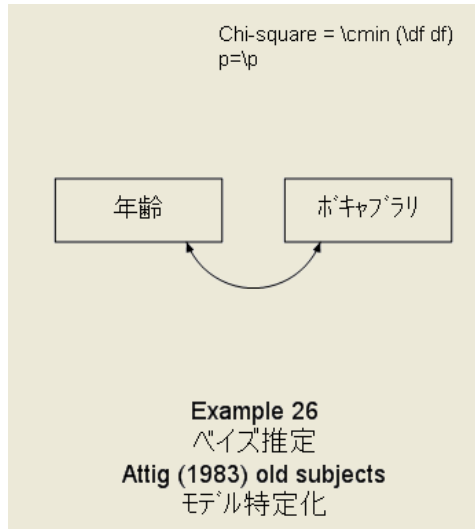 Chi-square = \cmin (\df df)
p=\p
年齢
ボキャブラリ
Example 26
ベイズ推定
Attig (1983) old subjects
モデル特定化